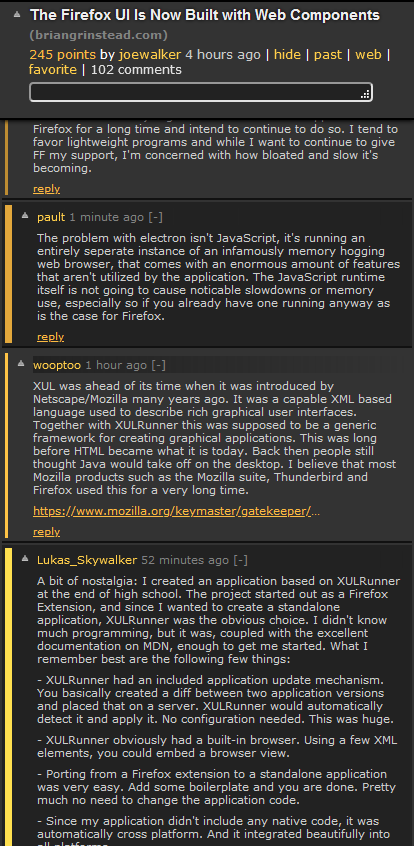 The Firefox UI Is Now Built with Web Components
(briangrinstead.com)
245 points by joewalker 4 hours ago | hide | past | web |
favorite | 102 comments
Firefox for a long time and intend to continue to do so. I tend to
favor lightweight programs and while I want to continue to give
FF my support, I'm concerned with how bloated and slow it's
becoming.
reply
pault 1 minute ago [-]
The problem with electron isn't JavaScript, it's running an
entirely seperate instance of an infamously memory hogging
web browser, that comes with an enormous amount of features
that aren't utilized by the application. The JavaScript runtime
itself is not going to cause noticable slowdowns or memory
use, especially so if you already have one running anyway as
is the case for Firefox.
reply
wooptoo 1 hour ago [-]
XUL was ahead of its time when it was introduced by
Netscape/Mozilla many years ago. It was a capable XML based
language used to describe rich graphical user interfaces.
Together with XULRunner this was supposed to be a generic
framework for creating graphical applications. This was long
before HTML became what it is today. Back then people still
thought Java would take off on the desktop. I believe that most
Mozilla products such as the Mozilla suite, Thunderbird and
Firefox used this for a very long time.
https://www.mozilla.org/keymaster/gatekeeper/...
reply
Lukas_Skywalker 52 minutes ago [-]
A bit of nostalgia: I created an application based on XULRunner
at the end of high school. The project started out as a Firefox
Extension, and since I wanted to create a standalone
application, XULRunner was the obvious choice. I didn't know
much programming, but it was, coupled with the excellent
documentation on MDN, enough to get me started. What I
remember best are the following few things:
- XULRunner had an included application update mechanism.
You basically created a diff between two application versions
and placed that on a server. XULRunner would automatically
detect it and apply it. No configuration needed. This was huge.
- XULRunner obviously had a built-in browser. Using a few XML
elements, you could embed a browser view.
- Porting from a Firefox extension to a standalone application
was very easy. Add some boilerplate and you are done. Pretty
much no need to change the application code.
- Since my application didn't include any native code, it was
automatically cross platform. And it integrated beautifully into